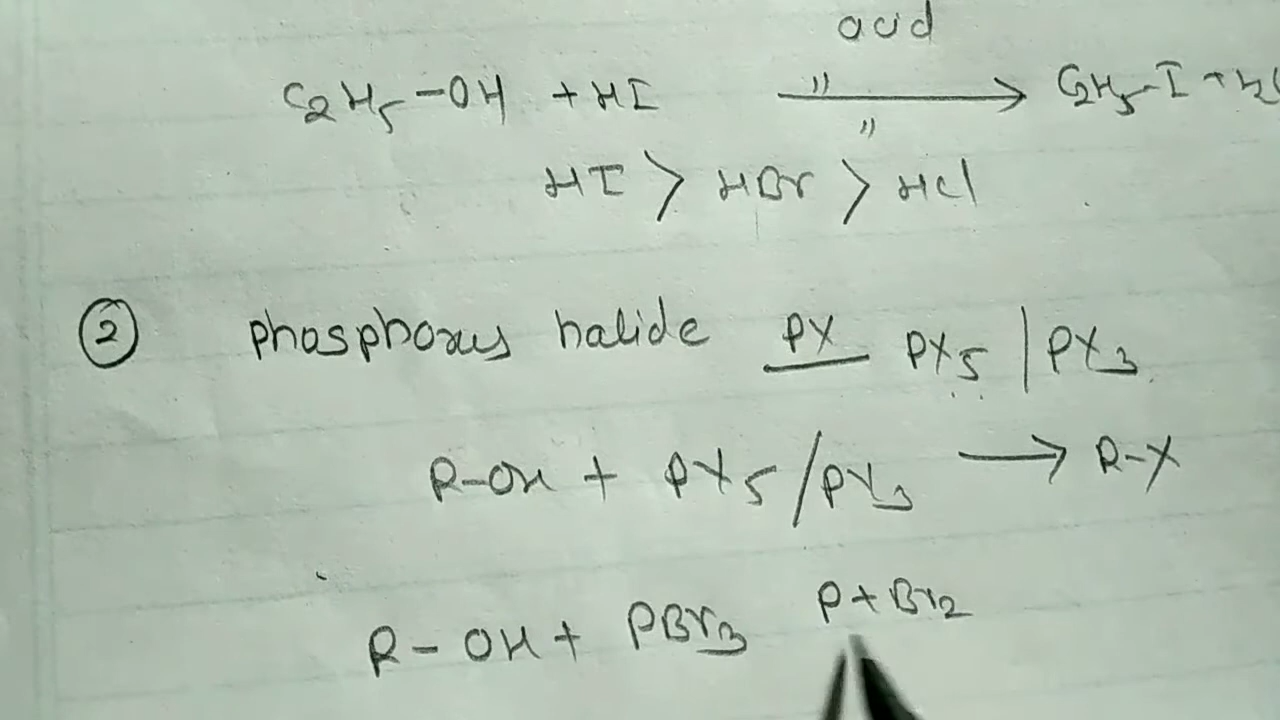 acid
C2H5-OH + HI —"→ C2H5-I + H2O
"
HI > HBr > HCl
② phosphorus halide PX PX5 | PX3
R-OH + PX5/PX3 → R-X
R-OH + PBr3 P+Br2